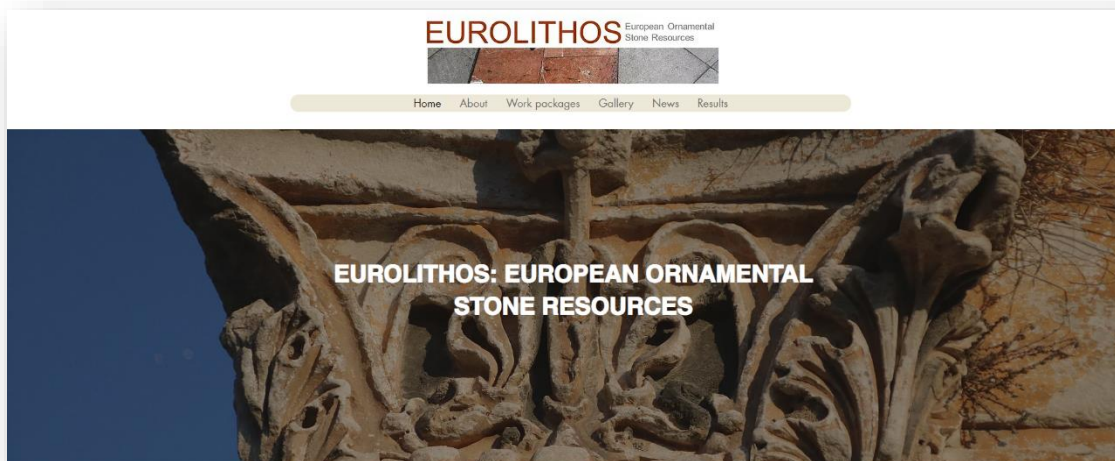 EUROLITHOS European Ornamental
Stone Resources
Home About Work packages Gallery News Results
EUROLITHOS: EUROPEAN ORNAMENTAL
STONE RESOURCES